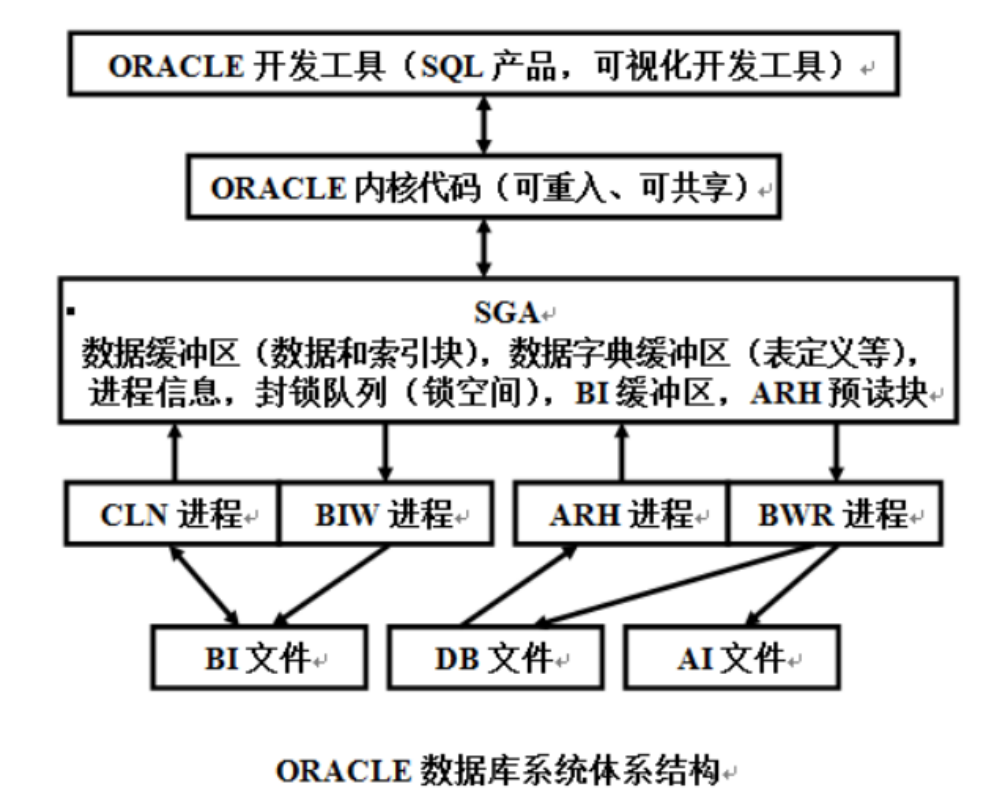 ORACLE 开发工具（SQL 产品，可视化开发工具）
ORACLE 内核代码（可重入、可共享）
SGA
数据缓冲区（数据和索引块），数据字典缓冲区（表定义等），
进程信息，封锁队列（锁空间），BI 缓冲区，ARH 预读块
CLN 进程
BIW 进程
ARH 进程
BWR 进程
BI 文件
DB 文件
AI 文件
ORACLE 数据库系统体系结构